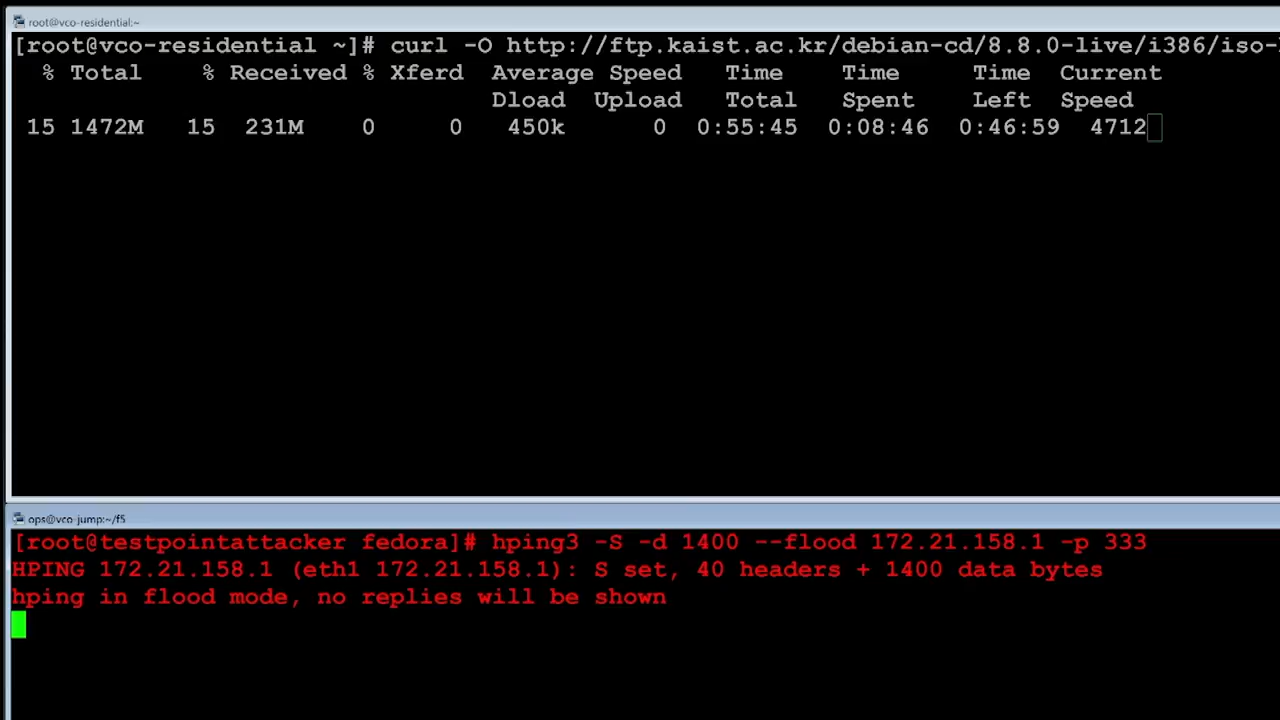 root@vco-residential:~
[root@vco-residential ~]# curl -O http://ftp.kaist.ac.kr/debian-cd/8.8.0-live/i386/iso-
% Total % Received % Xferd Average Speed Time Time Time Current
Dload Upload Total Spent Left Speed
15 1472M 15 231M 0 0 450k 0 0:55:45 0:08:46 0:46:59 4712
ops@vco-jump:~/f5
[root@testpointattacker fedora]# hping3 -S -d 1400 --flood 172.21.158.1 -p 333
HPING 172.21.158.1 (eth1 172.21.158.1): S set, 40 headers + 1400 data bytes
hping in flood mode, no replies will be shown